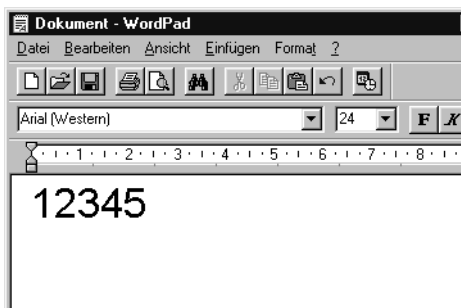 Dokument - WordPad
Datei Bearbeiten Ansicht Einfügen Format ?
Arial (Western) 24 F K
1 2 3 4 5 6 7 8
12345